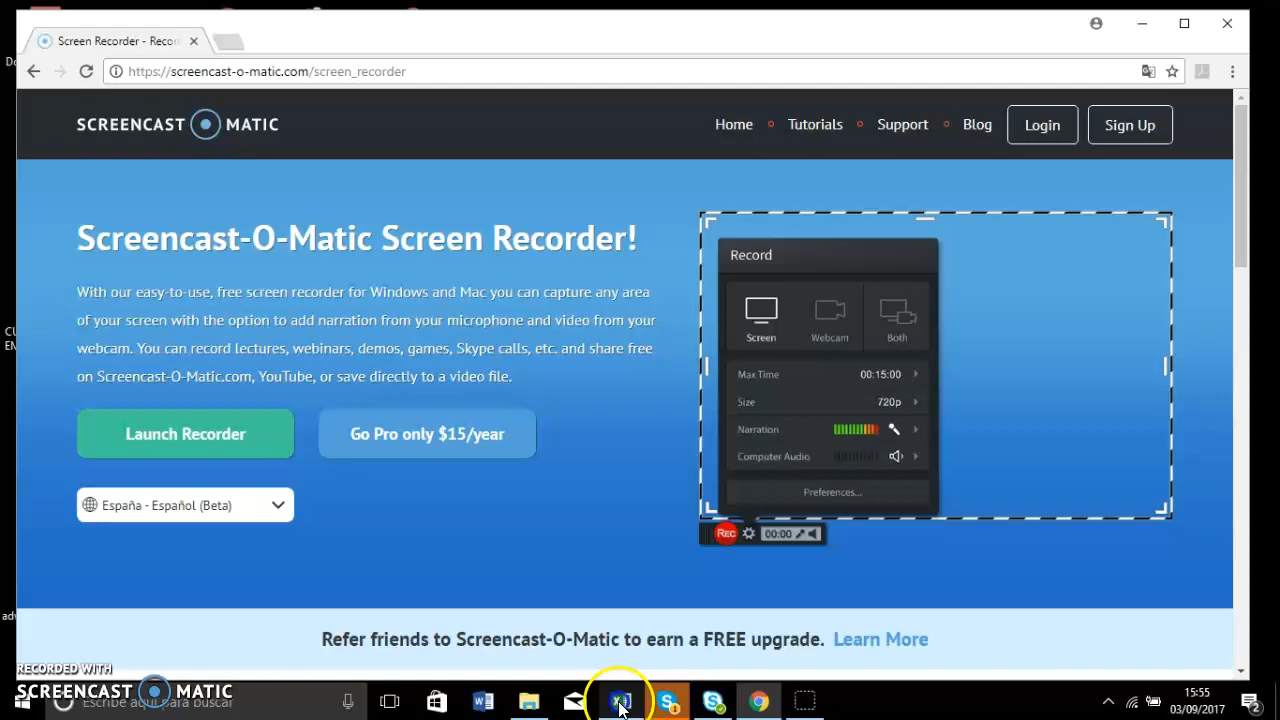 Screen Recorder - Recor
https://screencast-o-matic.com/screen_recorder
SCREENCAST MATIC
Home
Tutorials
Support
Blog
Login
Sign Up
Screencast-O-Matic Screen Recorder!
With our easy-to-use, free screen recorder for Windows and Mac you can capture any area
of your screen with the option to add narration from your microphone and video from your
webcam. You can record lectures, webinars, demos, games, Skype calls, etc. and share free
on Screencast-O-Matic.com, YouTube, or save directly to a video file.
Launch Recorder
Go Pro only $15/year
España - Español (Beta)
Record
Screen
Webcam
Both
Max Time 00:15:00
Size 720p
Narration
Computer Audio
Preferences...
REC
00:00
Refer friends to Screencast-O-Matic to earn a FREE upgrade. Learn More
RECORDED WITH
SCREENCAST MATIC
Escribe aquí para buscar
15:55
03/09/2017